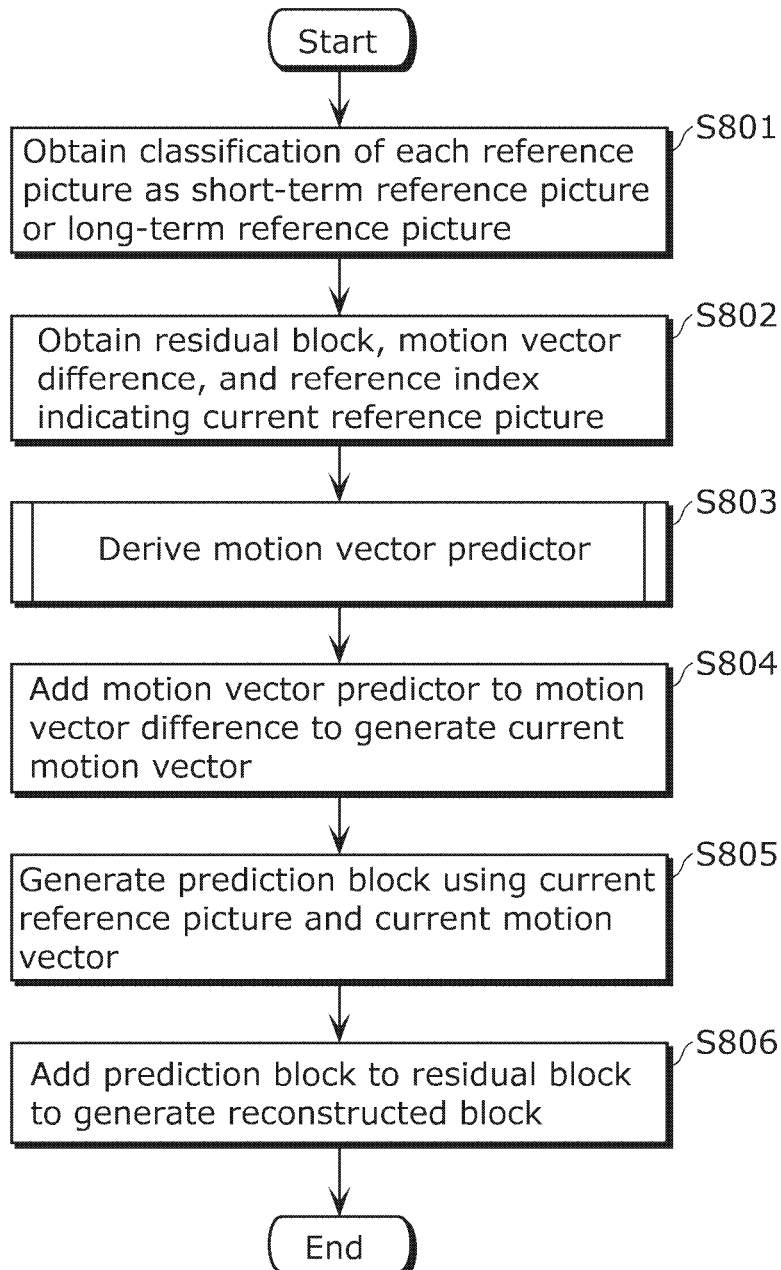 Start
S801
Obtain classification of each reference
picture as short-term reference picture
or long-term reference picture
S802
Obtain residual block, motion vector
difference, and reference index
indicating current reference picture
S803
Derive motion vector predictor
S804
Add motion vector predictor to motion
vector difference to generate current
motion vector
S805
Generate prediction block using current
reference picture and current motion
vector
S806
Add prediction block to residual block
to generate reconstructed block
End